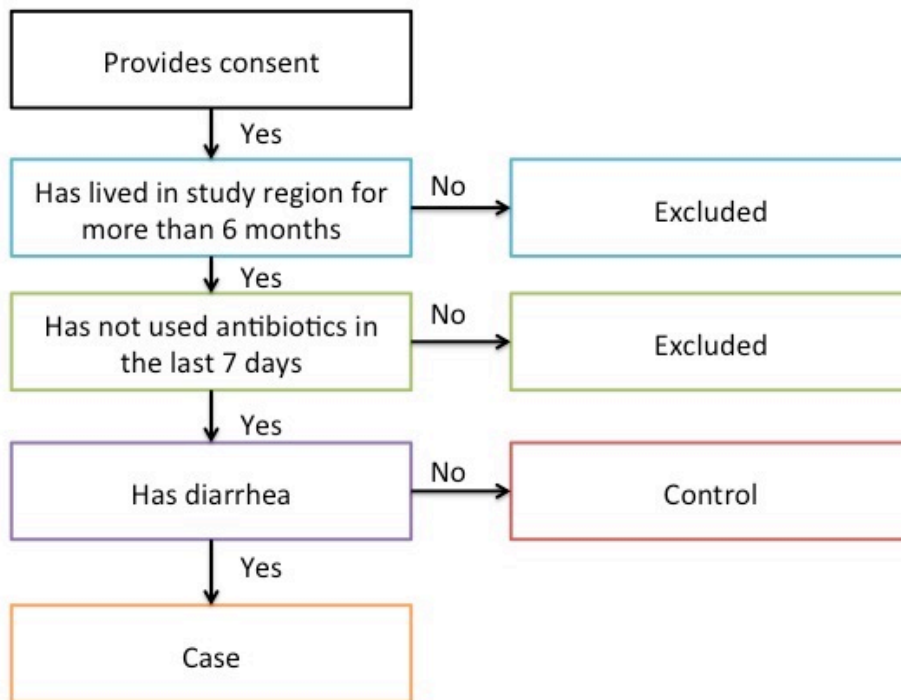 Provides consent
Yes
Has lived in study region for
more than 6 months
No
Excluded
Yes
Has not used antibiotics in
the last 7 days
No
Excluded
Yes
Has diarrhea
No
Control
Yes
Case